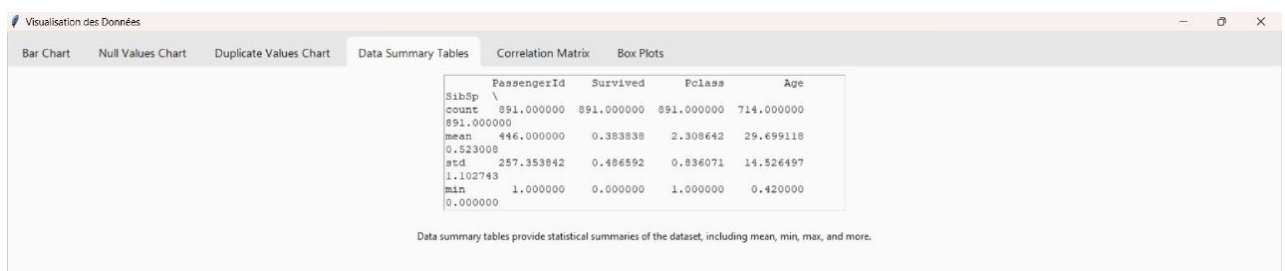 Visualisation des Données
Bar Chart Null Values Chart Duplicate Values Chart Data Summary Tables Correlation Matrix Box Plots
PassengerId Survived Pclass Age
SibSp \
count 891.000000 891.000000 891.000000 714.000000
891.000000
mean 446.000000 0.383838 2.308642 29.699118
0.523008
std 257.353842 0.486592 0.836071 14.526497
1.102743
min 1.000000 0.000000 1.000000 0.420000
0.000000
Data summary tables provide statistical summaries of the dataset, including mean, min, max, and more.